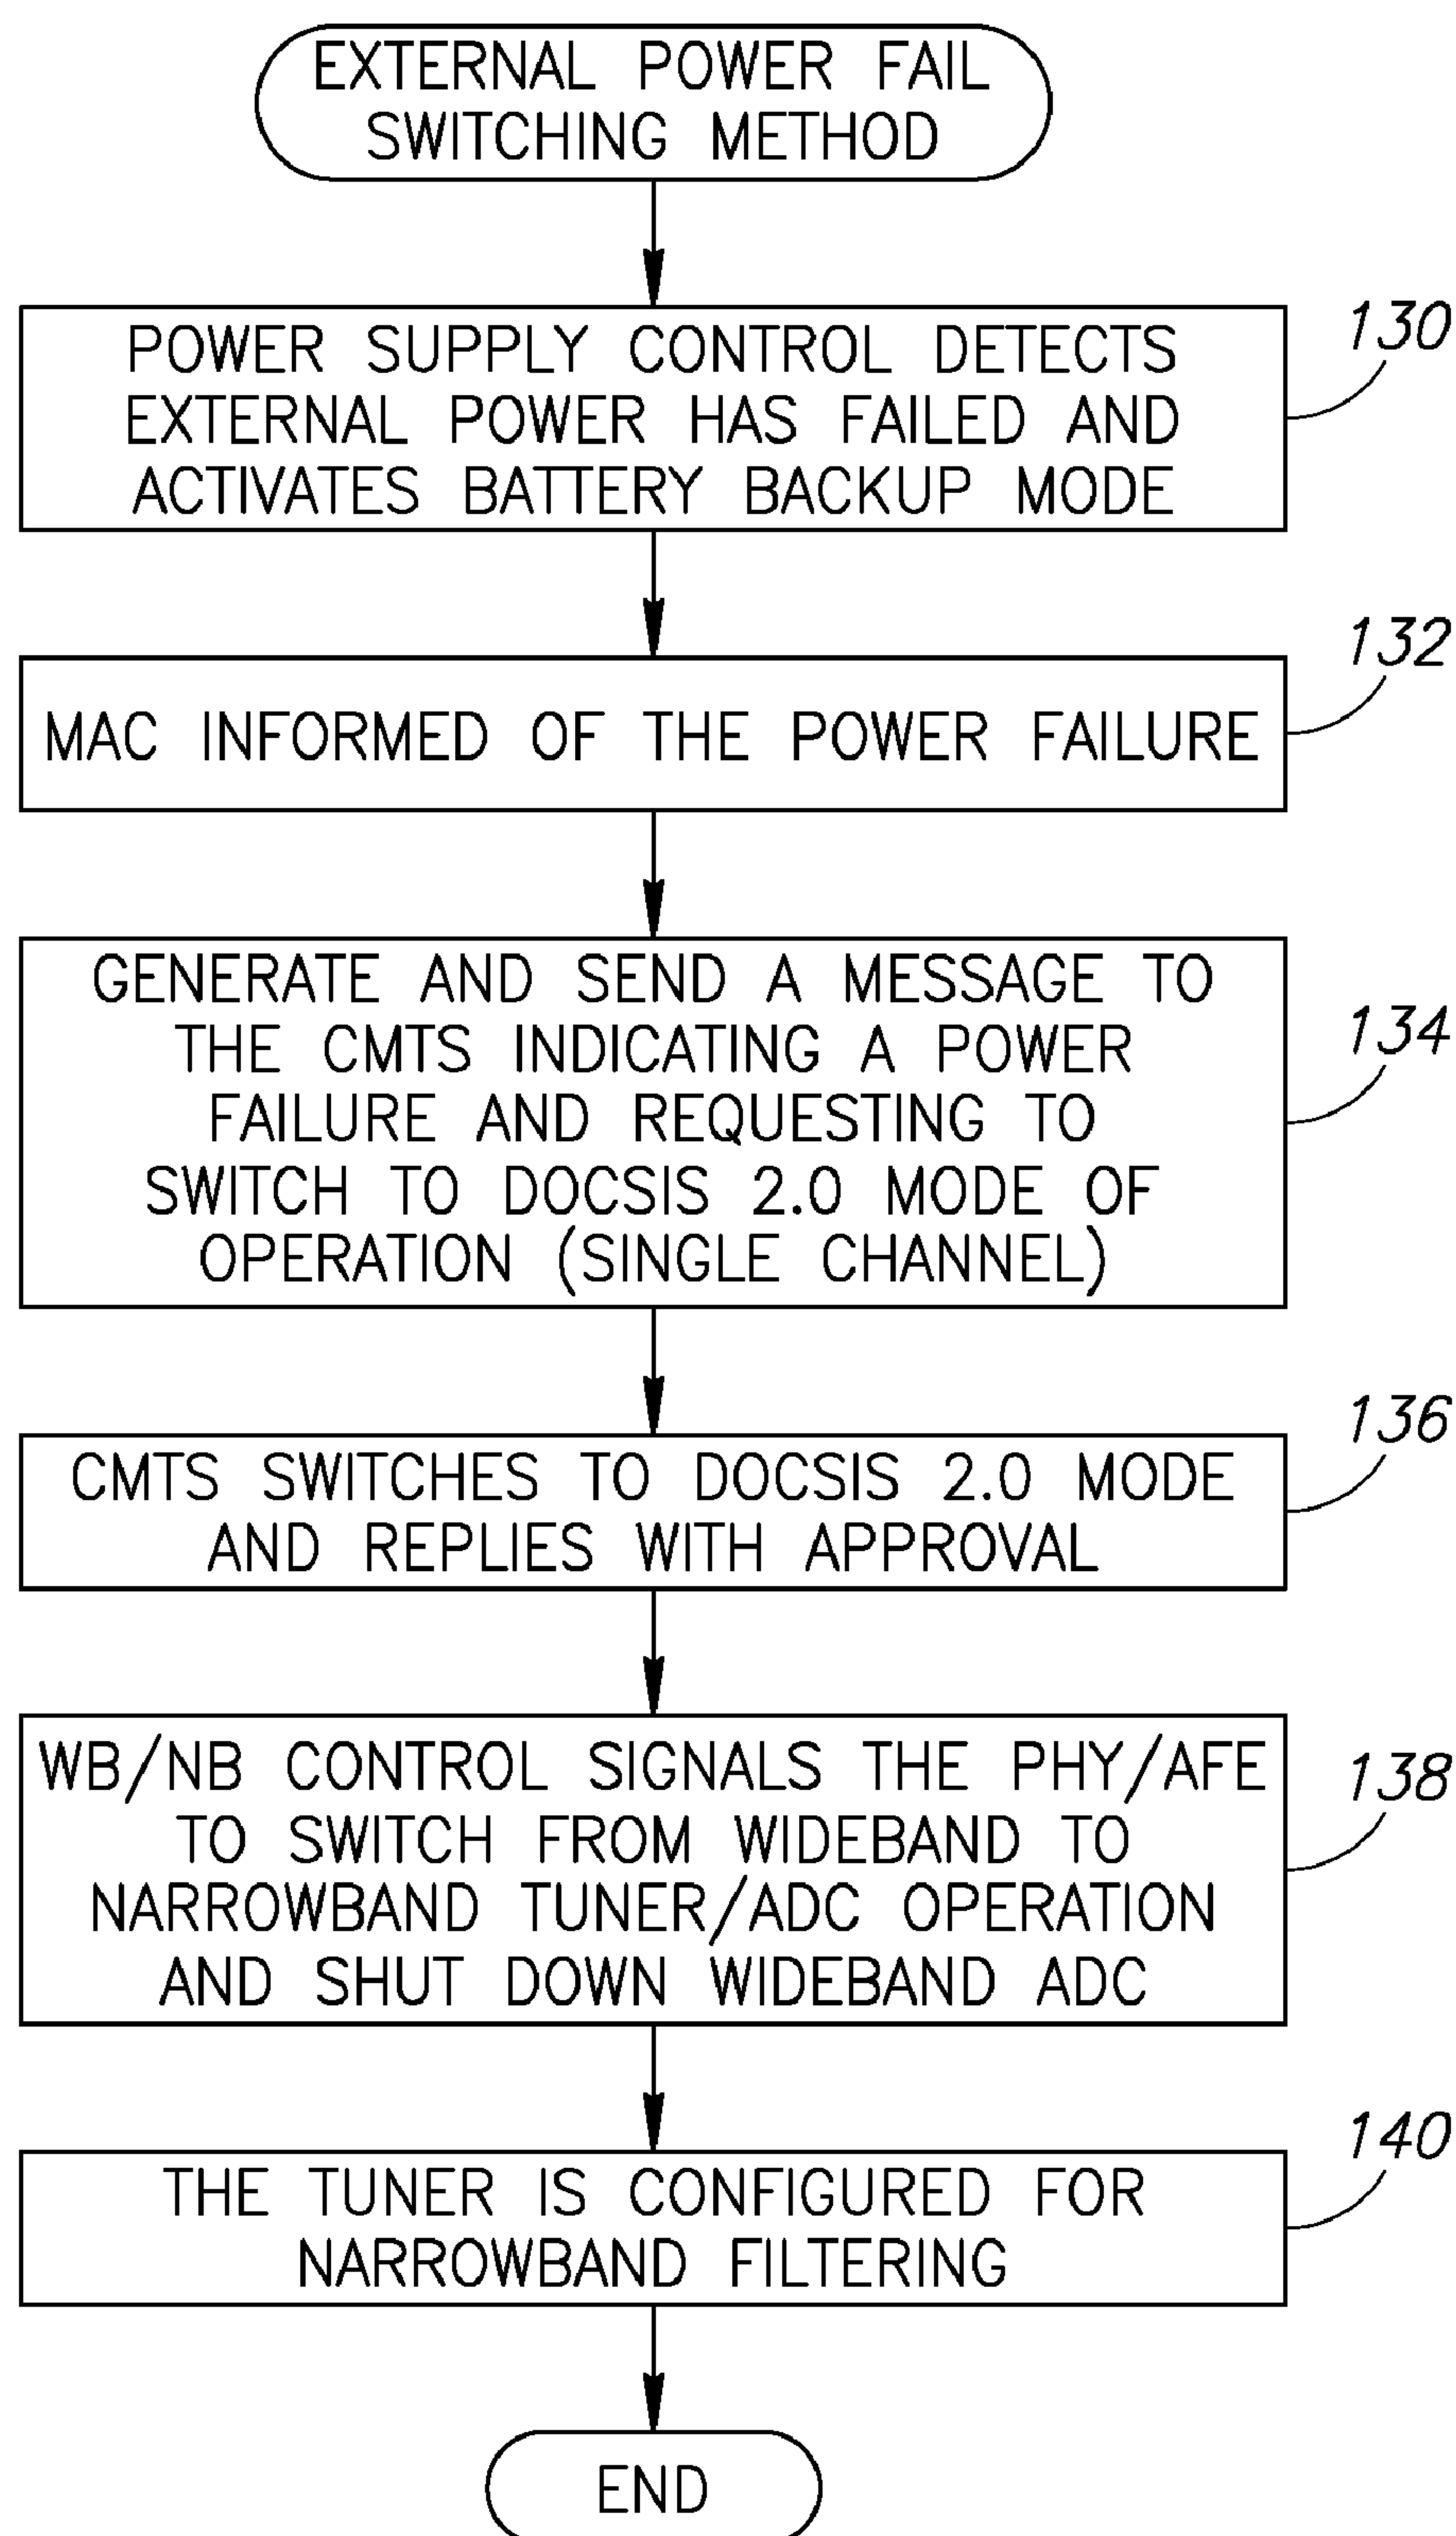 EXTERNAL POWER FAIL
SWITCHING METHOD
POWER SUPPLY CONTROL DETECTS
EXTERNAL POWER HAS FAILED AND
ACTIVATES BATTERY BACKUP MODE
130
MAC INFORMED OF THE POWER FAILURE
132
GENERATE AND SEND A MESSAGE TO
THE CMTS INDICATING A POWER
FAILURE AND REQUESTING TO
SWITCH TO DOCSIS 2.0 MODE OF
OPERATION (SINGLE CHANNEL)
134
CMTS SWITCHES TO DOCSIS 2.0 MODE
AND REPLIES WITH APPROVAL
136
WB/NB CONTROL SIGNALS THE PHY/AFE
TO SWITCH FROM WIDEBAND TO
NARROWBAND TUNER/ADC OPERATION
AND SHUT DOWN WIDEBAND ADC
138
THE TUNER IS CONFIGURED FOR
NARROWBAND FILTERING
140
END